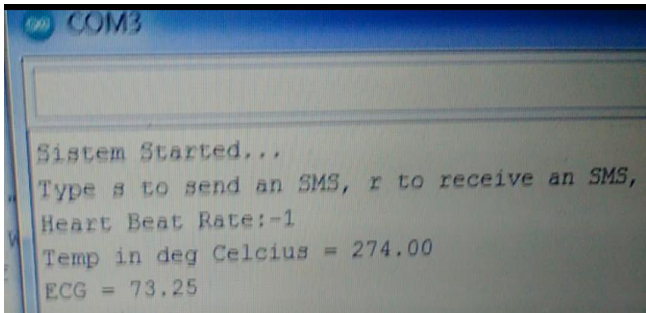 COM3
Sistem Started...
Type s to send an SMS, r to receive an SMS,
Heart Beat Rate:-1
Temp in deg Celcius = 274.00
ECG = 73.25